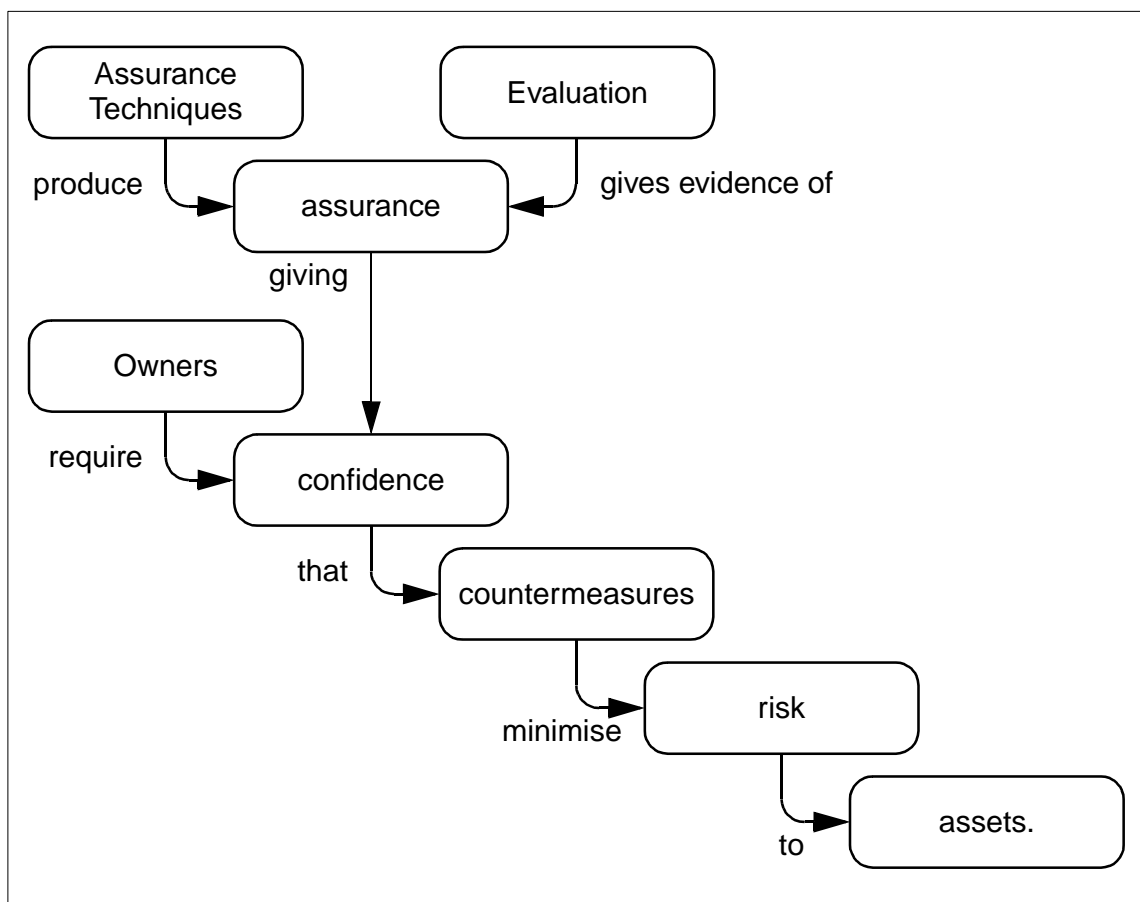 Assurance
Techniques
Evaluation
produce
assurance
gives evidence of
giving
Owners
require
confidence
that
countermeasures
minimise
risk
to
assets.